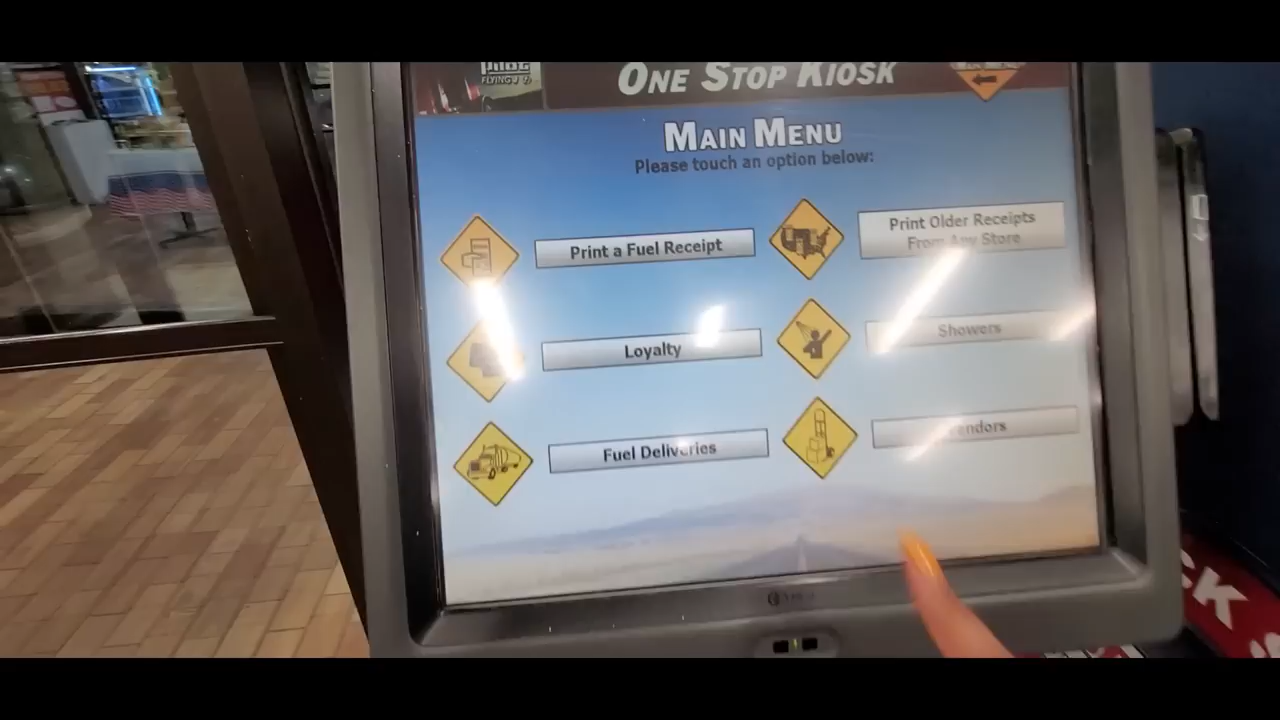 FLYING J
ONE STOP KIOSK
MAIN MENU
Please touch an option below:
Print a Fuel Receipt
Print Older Receipts
From Any Store
Loyalty
Showers
Fuel Deliveries